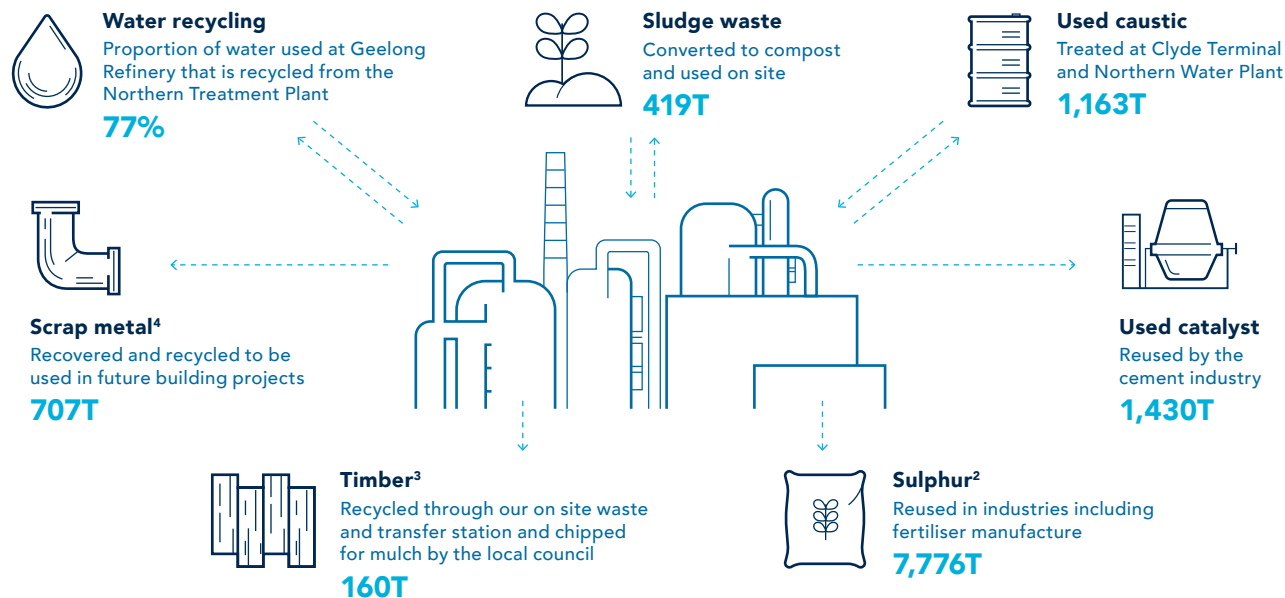 Water recycling
Proportion of water used at Geelong
Refinery that is recycled from the
Northern Treatment Plant
77%
Sludge waste
Converted to compost
and used on site
419T
Used caustic
Treated at Clyde Terminal
and Northern Water Plant
1,163T
Scrap metal⁴
Recovered and recycled to be
used in future building projects
707T
Used catalyst
Reused by the
cement industry
1,430T
Timber³
Recycled through our on site waste
and transfer station and chipped
for mulch by the local council
160T
Sulphur²
Reused in industries including
fertiliser manufacture
7,776T